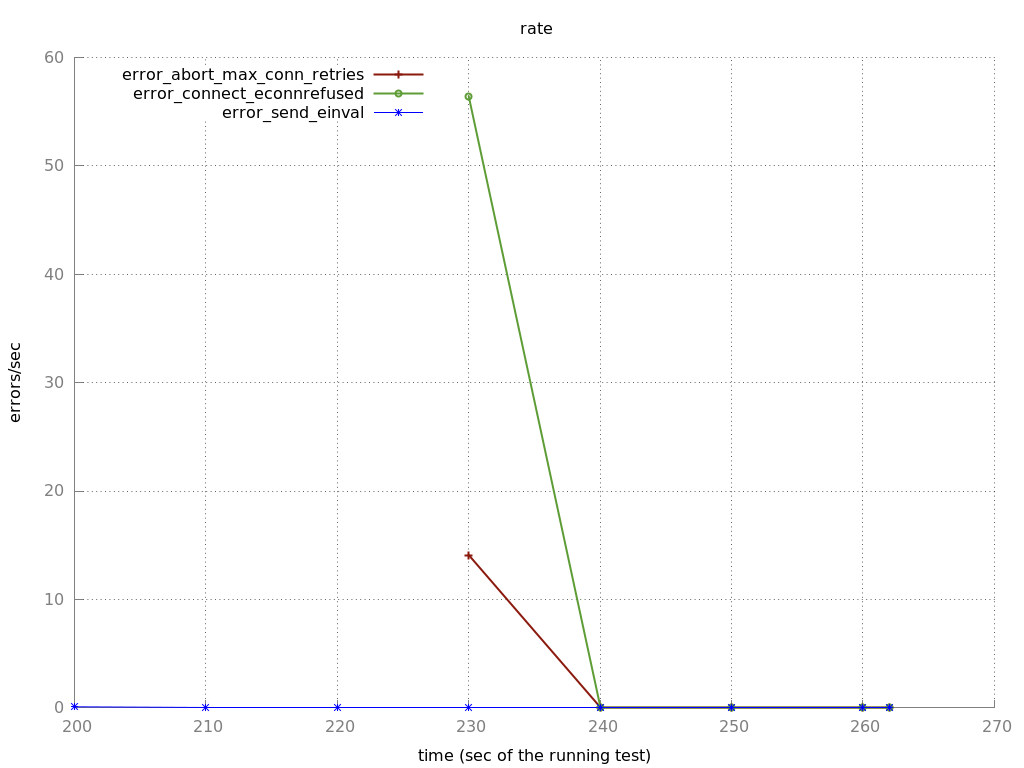 rate
60
error_abort_max_conn_retries
error_connect_econnrefused
error_send_einval
50
40
30
20
10
0
errors/sec
200 210 220 230 240 250 260 270
time (sec of the running test)